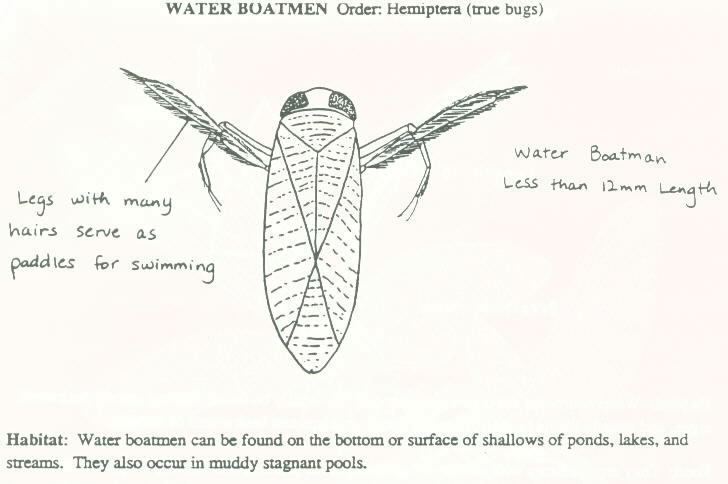 WATER BOATMEN Order: Hemiptera (true bugs)
Water Boatman
Less than 12mm Length
Legs with many
hairs serve as
paddles for swimming
Habitat: Water boatmen can be found on the bottom or surface of shallows of ponds, lakes, and
streams. They also occur in muddy stagnant pools.